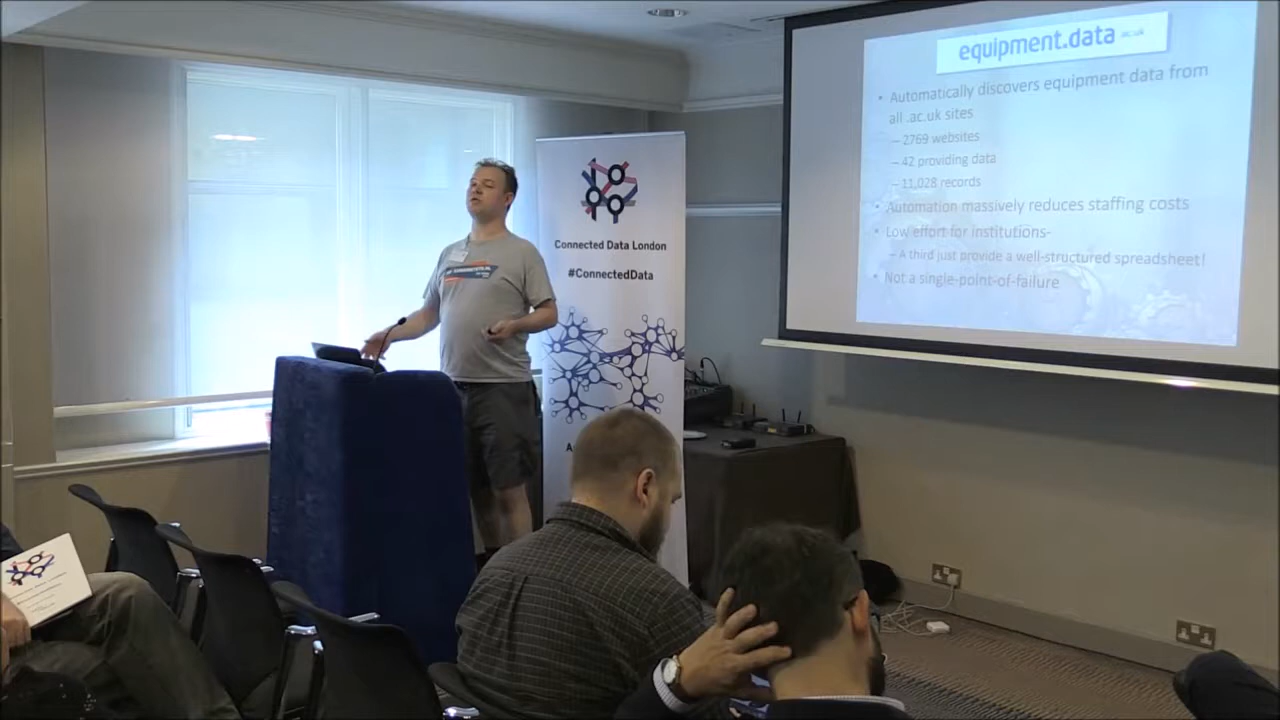 equipment.data .ac.uk
• Automatically discovers equipment data from
all .ac.uk sites
– 2769 websites
– 42 providing data
– 11,028 records
• Automation massively reduces staffing costs
• Low effort for institutions-
– A third just provide a well-structured spreadsheet!
• Not a single-point-of-failure
Connected Data London
#ConnectedData
A